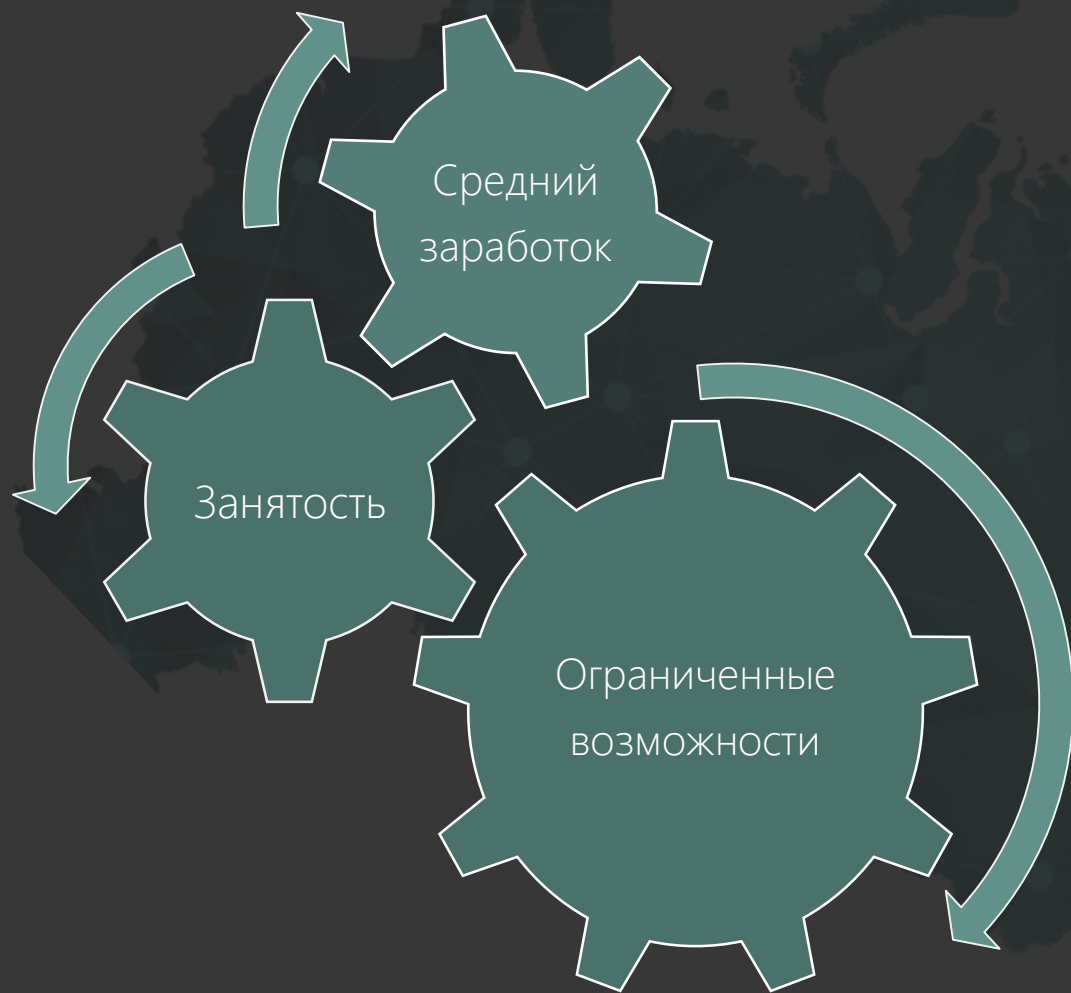 Средний
заработок
Занятость
Ограниченные
возможности